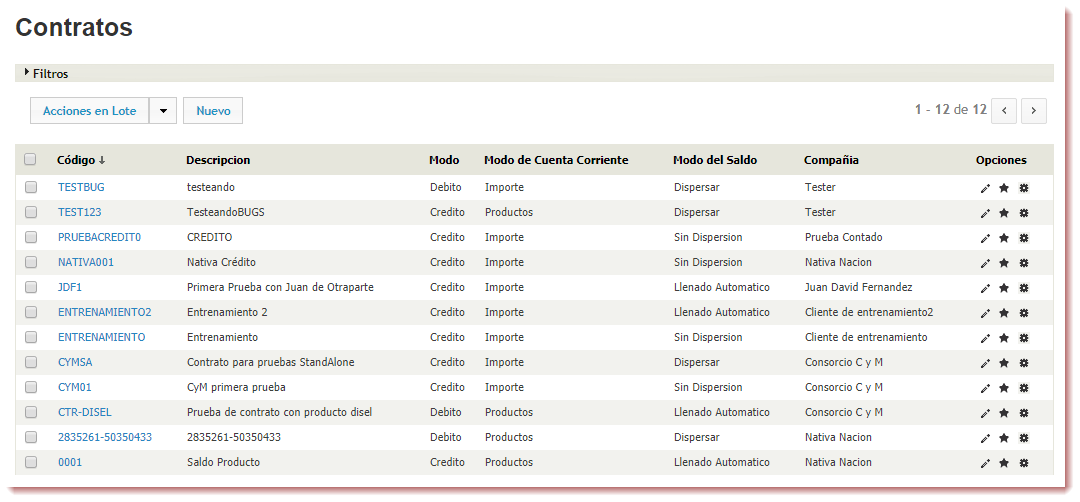 Contratos
Filtros
Acciones en Lote Nuevo 1 - 12 de 12
Código Descripcion Modo Modo de Cuenta Corriente Modo del Saldo Compañia Opciones
TESTBUG testeando Debito Importe Dispersar Tester
TEST123 TesteandoBUGS Credito Productos Dispersar Tester
PRUEBACREDIT0 CREDITO Credito Importe Sin Dispersion Prueba Contado
NATIVA001 Nativa Crédito Credito Importe Sin Dispersion Nativa Nacion
JDF1 Primera Prueba con Juan de Otraparte Credito Importe Llenado Automatico Juan David Fernandez
ENTRENAMIENTO2 Entrenamiento 2 Credito Importe Llenado Automatico Cliente de entrenamiento2
ENTRENAMIENTO Entrenamiento Credito Importe Sin Dispersion Cliente de entrenamiento
CYMSA Contrato para pruebas StandAlone Credito Importe Dispersar Consorcio C y M
CYM01 CyM primera prueba Credito Importe Sin Dispersion Consorcio C y M
CTR-DISEL Prueba de contrato con producto disel Debito Productos Llenado Automatico Consorcio C y M
2835261-50350433 2835261-50350433 Debito Productos Dispersar Nativa Nacion
0001 Saldo Producto Credito Productos Llenado Automatico Nativa Nacion